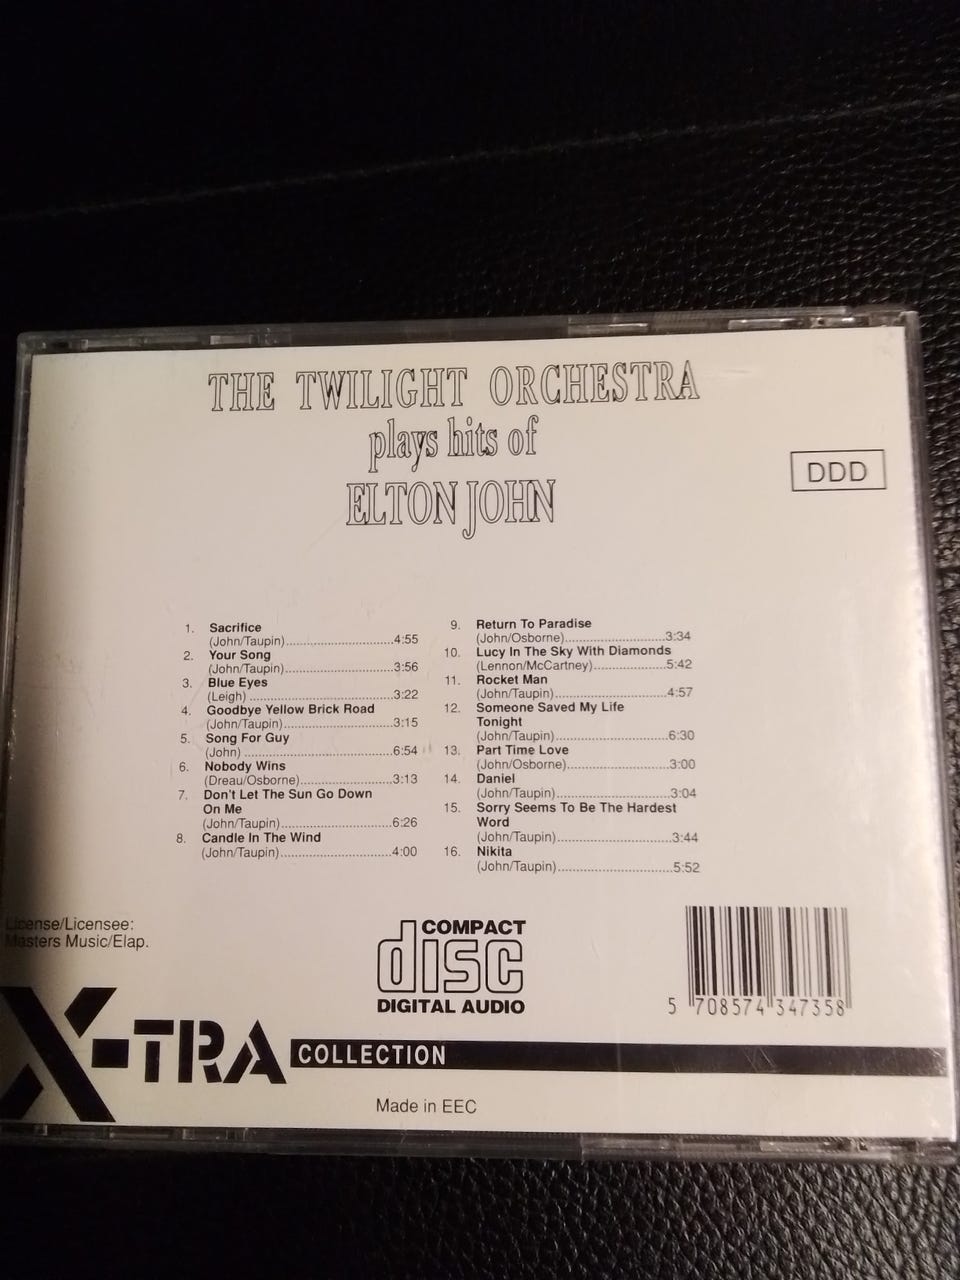 THE TWILIGHT ORCHESTRA
plays hits of
ELTON JOHN
DDD
1. Sacrifice
(John/Taupin)..............................4:55
2. Your Song
(John/Taupin)..............................3:56
3. Blue Eyes
(Leigh) ........................................3:22
4. Goodbye Yellow Brick Road
(John/Taupin)..............................3:15
5. Song For Guy
(John) ..........................................6:54
6. Nobody Wins
(Dreau/Osborne)..........................3:13
7. Don't Let The Sun Go Down
On Me
(John/Taupin)..............................6:26
8. Candle In The Wind
(John/Taupin)..............................4:00
9. Return To Paradise
(John/Osborne)............................3:34
10. Lucy In The Sky With Diamonds
(Lennon/McCartney)....................5:42
11. Rocket Man
(John/Taupin)..............................4:57
12. Someone Saved My Life
Tonight
(John/Taupin)..............................6:30
13. Part Time Love
(John/Osborne)............................3:00
14. Daniel
(John/Taupin)..............................3:04
15. Sorry Seems To Be The Hardest
Word
(John/Taupin)..............................3:44
16. Nikita
(John/Taupin)..............................5:52
License/Licensee:
Masters Music/Elap.
COMPACT
disc
DIGITAL AUDIO
5 708574 347358
X-TRA COLLECTION
Made in EEC